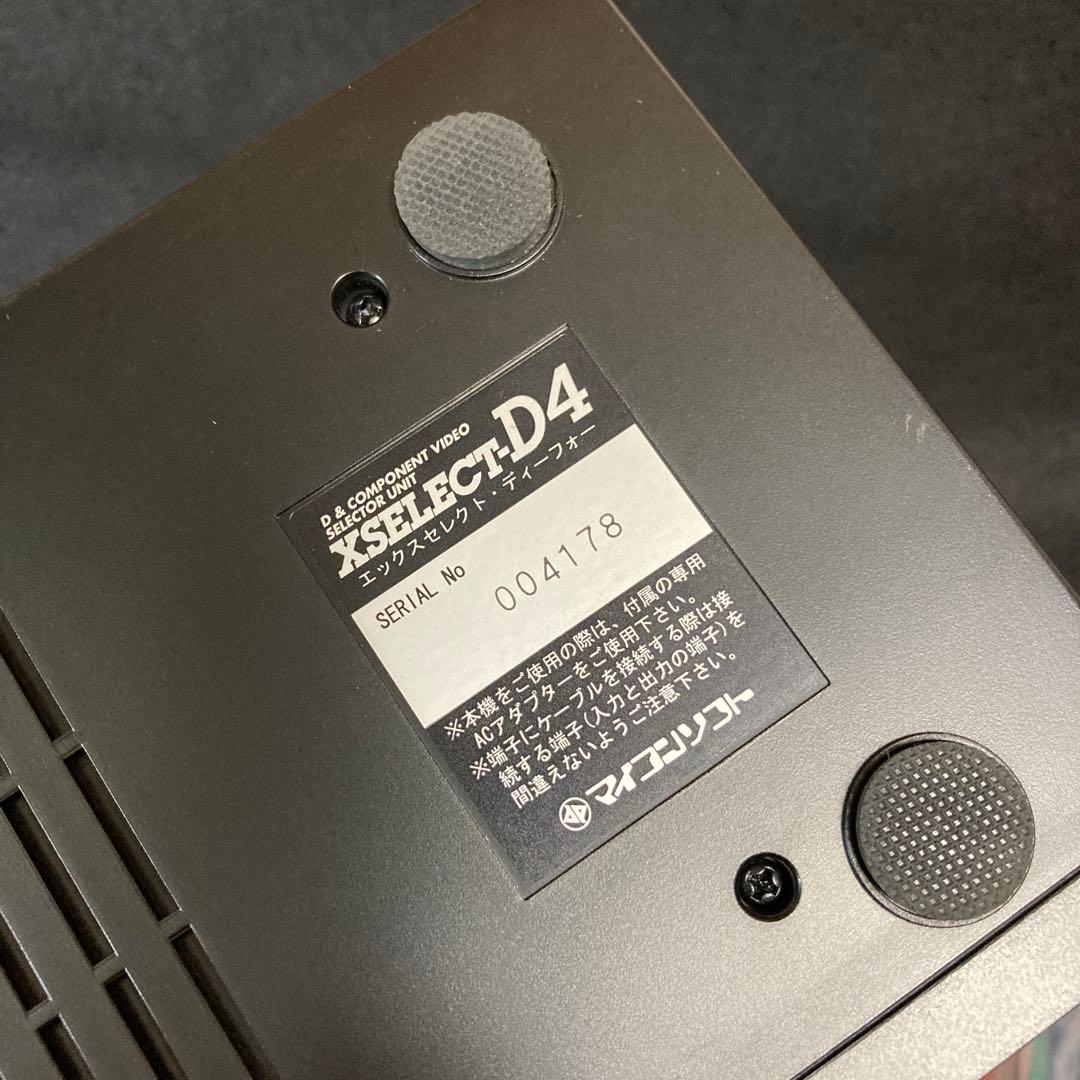 D & COMPONENT VIDEO
SELECTOR UNIT
XSELECT-D4
エックスセレクト・ディーフォー
SERIAL No
004178
※本機をご使用の際は、付属の専用
ACアダプターをご使用下さい。
※端子にケーブルを接続する際は接
続する端子(入力と出力の端子)を
間違えないようご注意下さい。
マイコンソフト